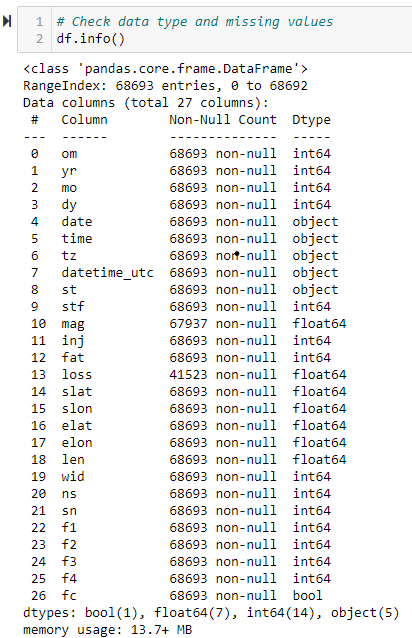 1 # Check data type and missing values
2 df.info()
<class 'pandas.core.frame.DataFrame'>
RangeIndex: 68693 entries, 0 to 68692
Data columns (total 27 columns):
 #   Column        Non-Null Count  Dtype
---  ------        --------------  -----
 0   om            68693 non-null  int64
 1   yr            68693 non-null  int64
 2   mo            68693 non-null  int64
 3   dy            68693 non-null  int64
 4   date          68693 non-null  object
 5   time          68693 non-null  object
 6   tz            68693 non-null  object
 7   datetime_utc  68693 non-null  object
 8   st            68693 non-null  object
 9   stf           68693 non-null  int64
 10  mag           67937 non-null  float64
 11  inj           68693 non-null  int64
 12  fat           68693 non-null  int64
 13  loss          41523 non-null  float64
 14  slat          68693 non-null  float64
 15  slon          68693 non-null  float64
 16  elat          68693 non-null  float64
 17  elon          68693 non-null  float64
 18  len           68693 non-null  float64
 19  wid           68693 non-null  int64
 20  ns            68693 non-null  int64
 21  sn            68693 non-null  int64
 22  f1            68693 non-null  int64
 23  f2            68693 non-null  int64
 24  f3            68693 non-null  int64
 25  f4            68693 non-null  int64
 26  fc            68693 non-null  bool
dtypes: bool(1), float64(7), int64(14), object(5)
memory usage: 13.7+ MB